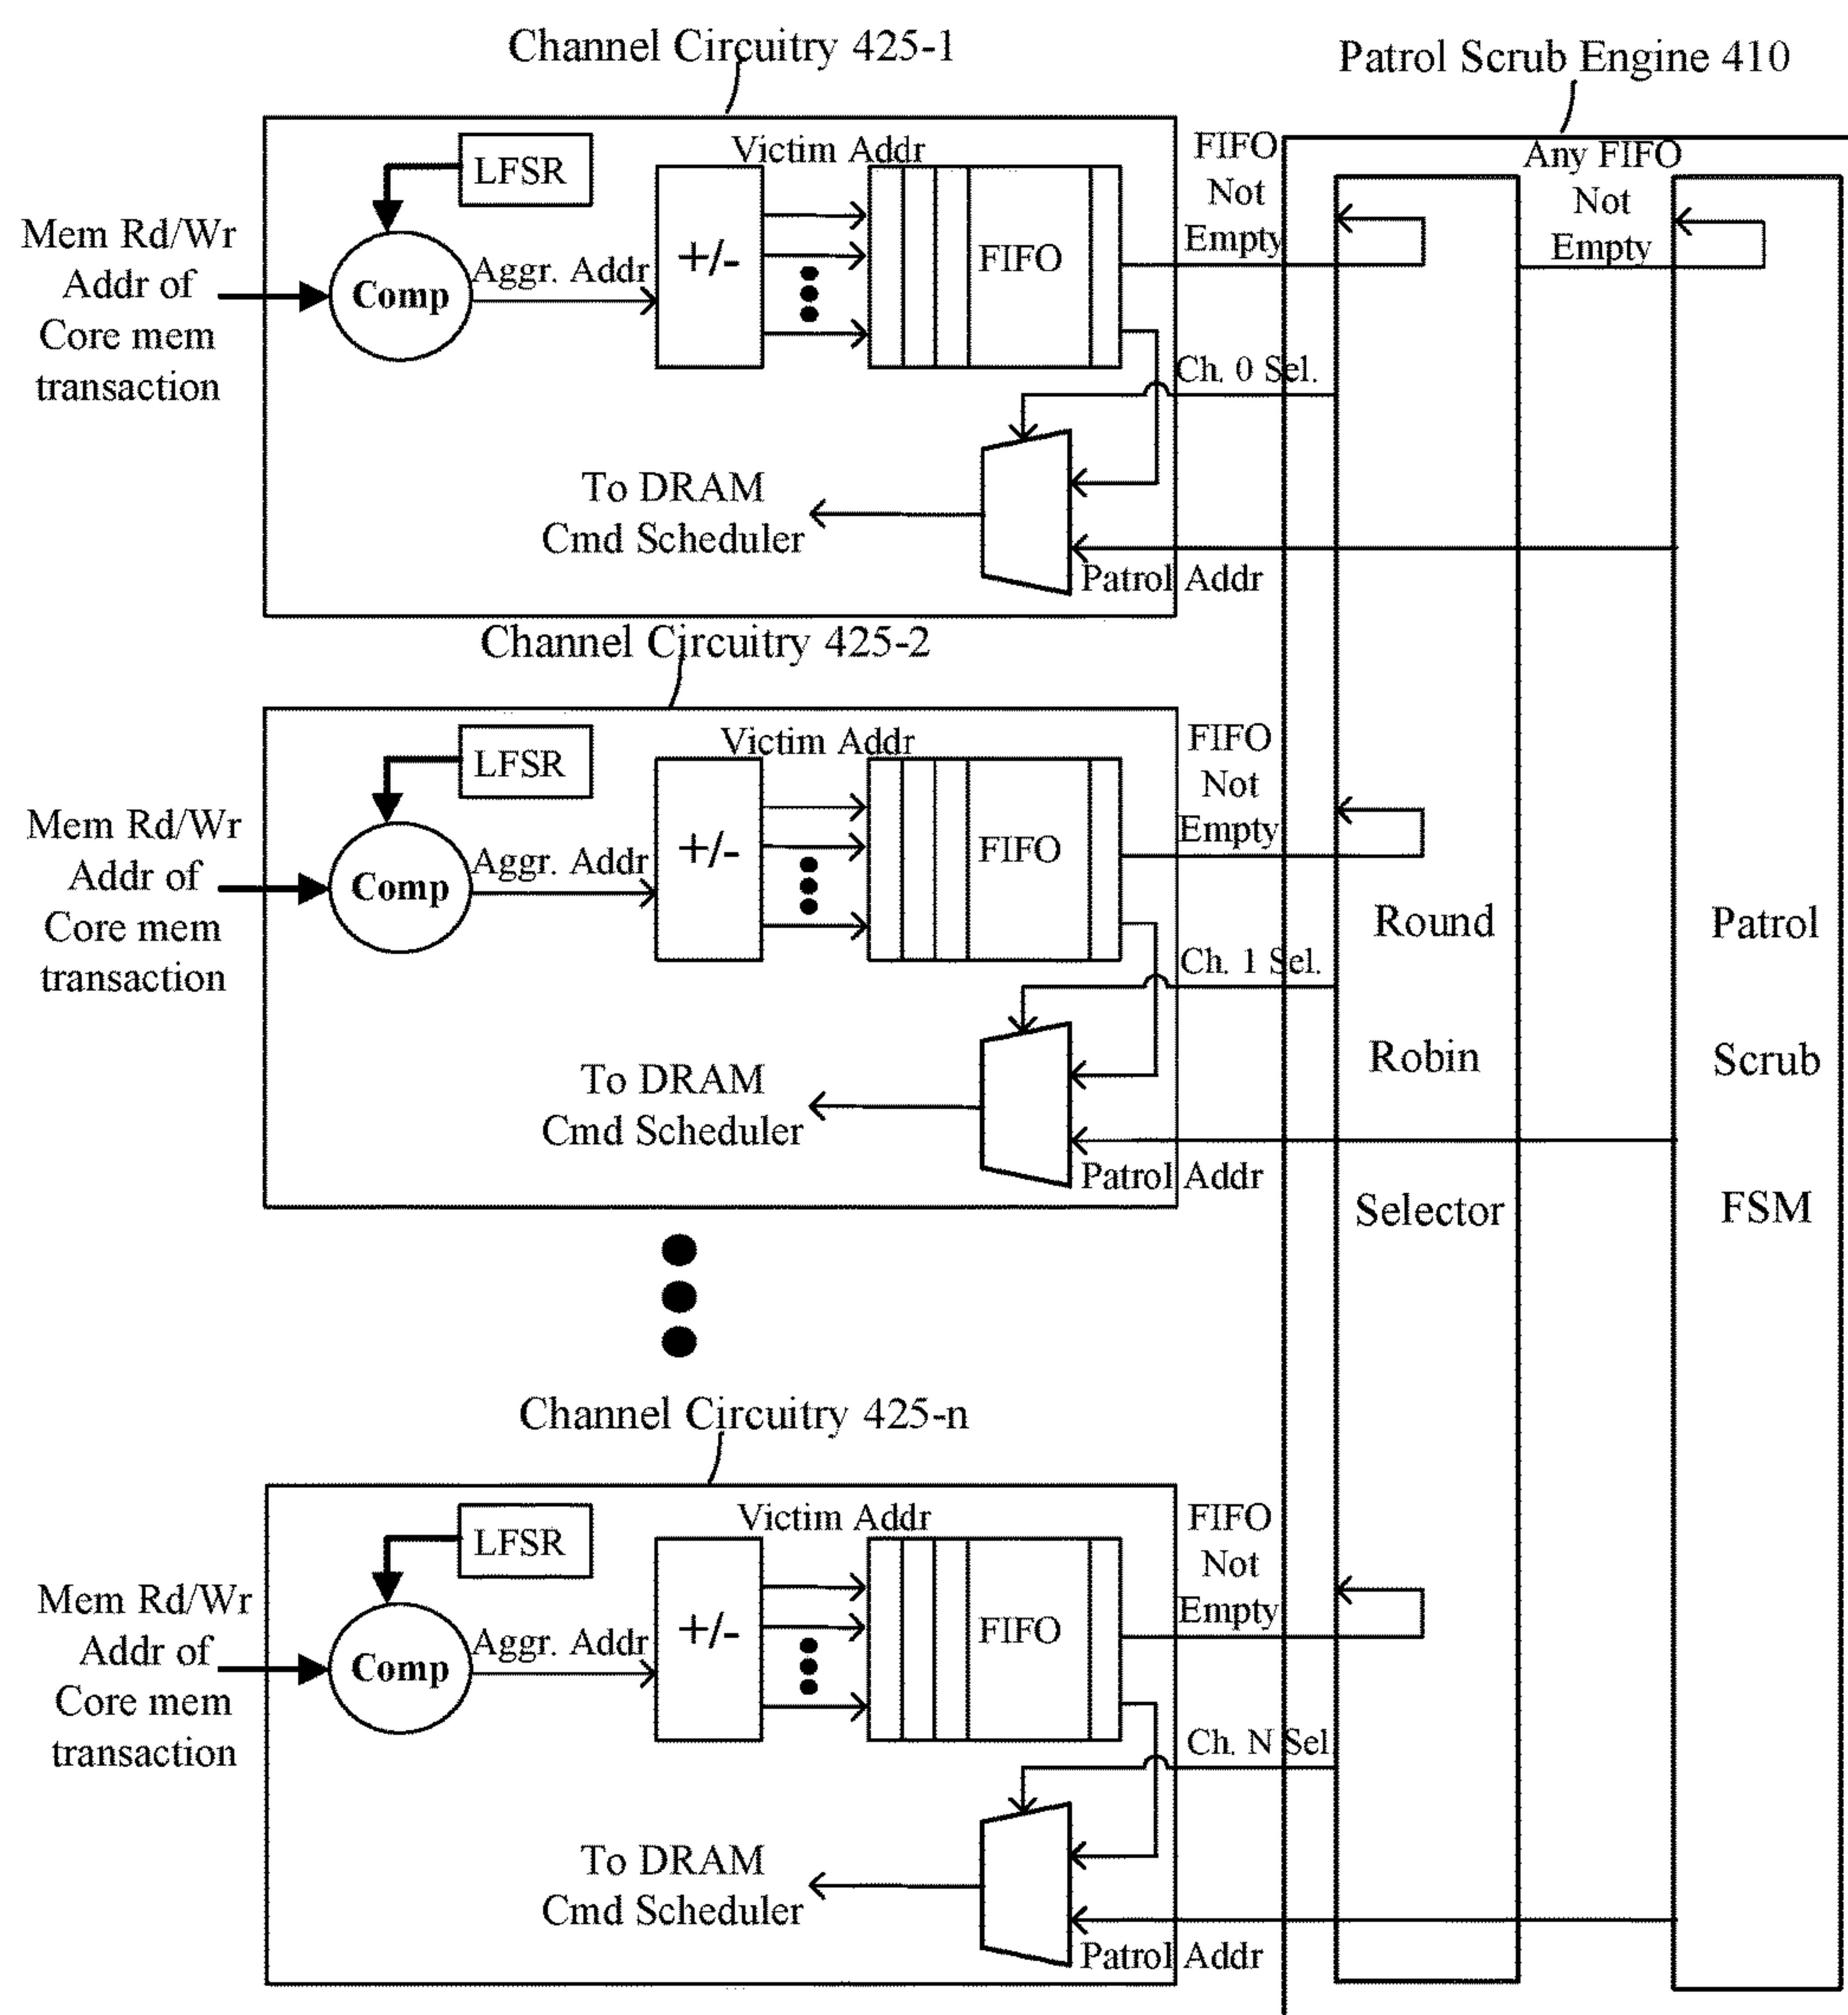 Channel Circuitry 425-1
Patrol Scrub Engine 410
LFSR
Victim Addr
FIFO
Not
Empty
Any FIFO
Not
Empty
Mem Rd/Wr
Addr of
Core mem
transaction
Comp
Aggr. Addr
+/-
FIFO
Ch. 0 Sel.
To DRAM
Cmd Scheduler
Patrol Addr
Channel Circuitry 425-2
LFSR
Victim Addr
FIFO
Not
Empty
Mem Rd/Wr
Addr of
Core mem
transaction
Comp
Aggr. Addr
+/-
FIFO
Ch. 1 Sel.
To DRAM
Cmd Scheduler
Patrol Addr
Round
Robin
Selector
Patrol
Scrub
FSM
Channel Circuitry 425-n
LFSR
Victim Addr
FIFO
Not
Empty
Mem Rd/Wr
Addr of
Core mem
transaction
Comp
Aggr. Addr
+/-
FIFO
Ch. N Sel
To DRAM
Cmd Scheduler
Patrol Addr